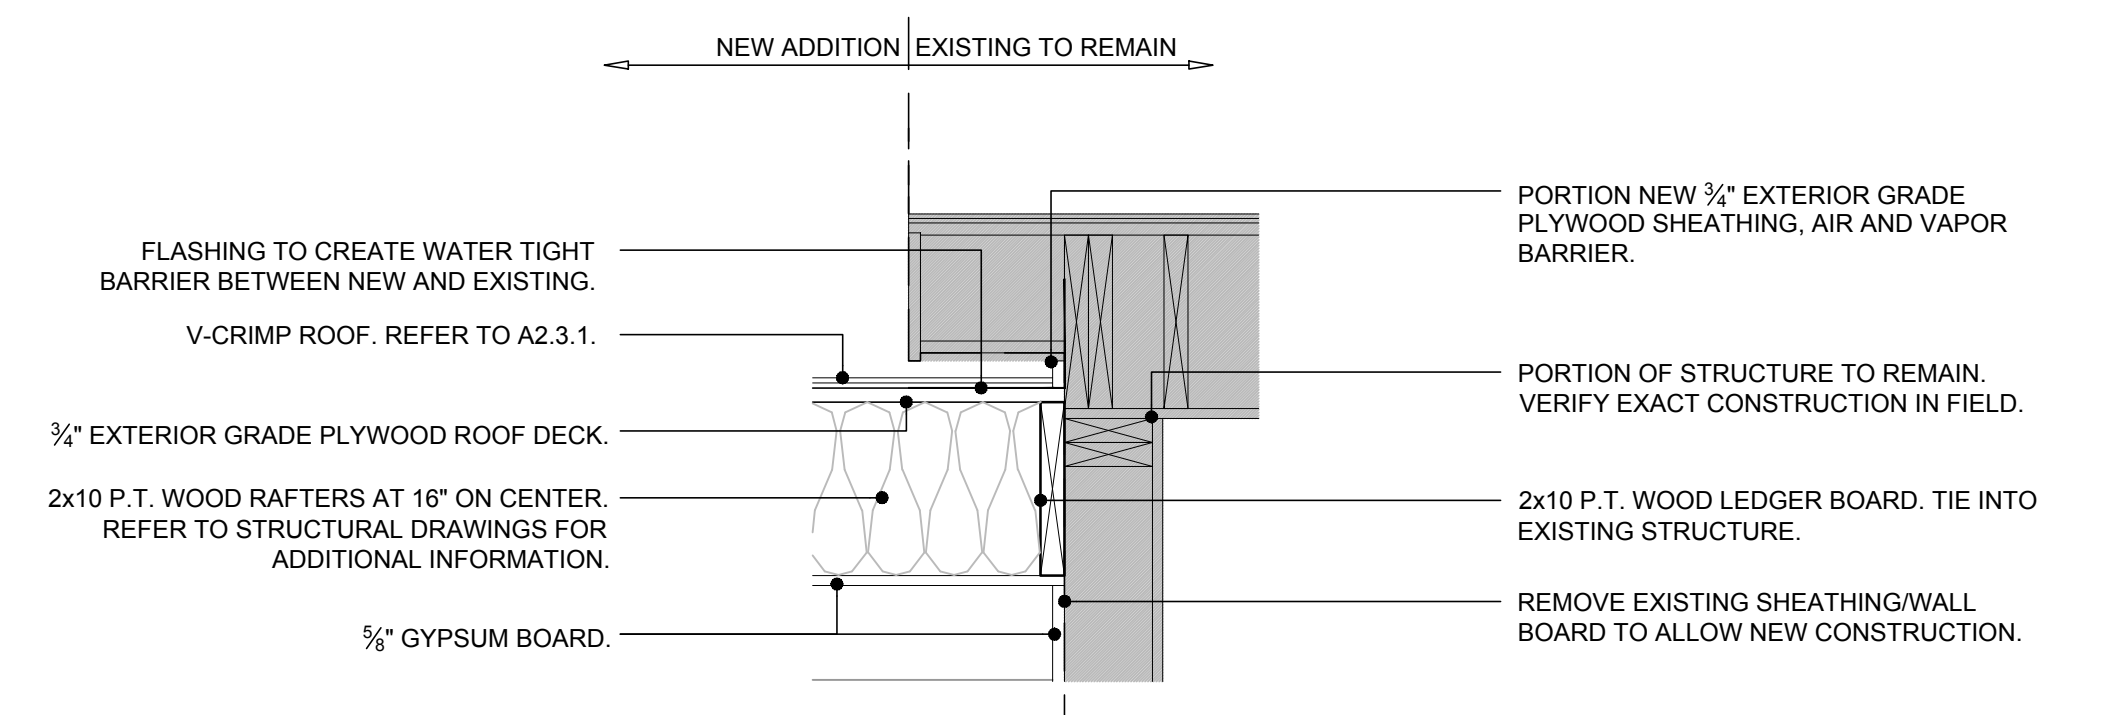 NEW ADDITION EXISTING TO REMAIN
FLASHING TO CREATE WATER TIGHT
BARRIER BETWEEN NEW AND EXISTING.
V-CRIMP ROOF. REFER TO A2.3.1.
¾" EXTERIOR GRADE PLYWOOD ROOF DECK.
2x10 P.T. WOOD RAFTERS AT 16" ON CENTER.
REFER TO STRUCTURAL DRAWINGS FOR
ADDITIONAL INFORMATION.
⅝" GYPSUM BOARD.
PORTION NEW ¾" EXTERIOR GRADE
PLYWOOD SHEATHING, AIR AND VAPOR
BARRIER.
PORTION OF STRUCTURE TO REMAIN.
VERIFY EXACT CONSTRUCTION IN FIELD.
2x10 P.T. WOOD LEDGER BOARD. TIE INTO
EXISTING STRUCTURE.
REMOVE EXISTING SHEATHING/WALL
BOARD TO ALLOW NEW CONSTRUCTION.